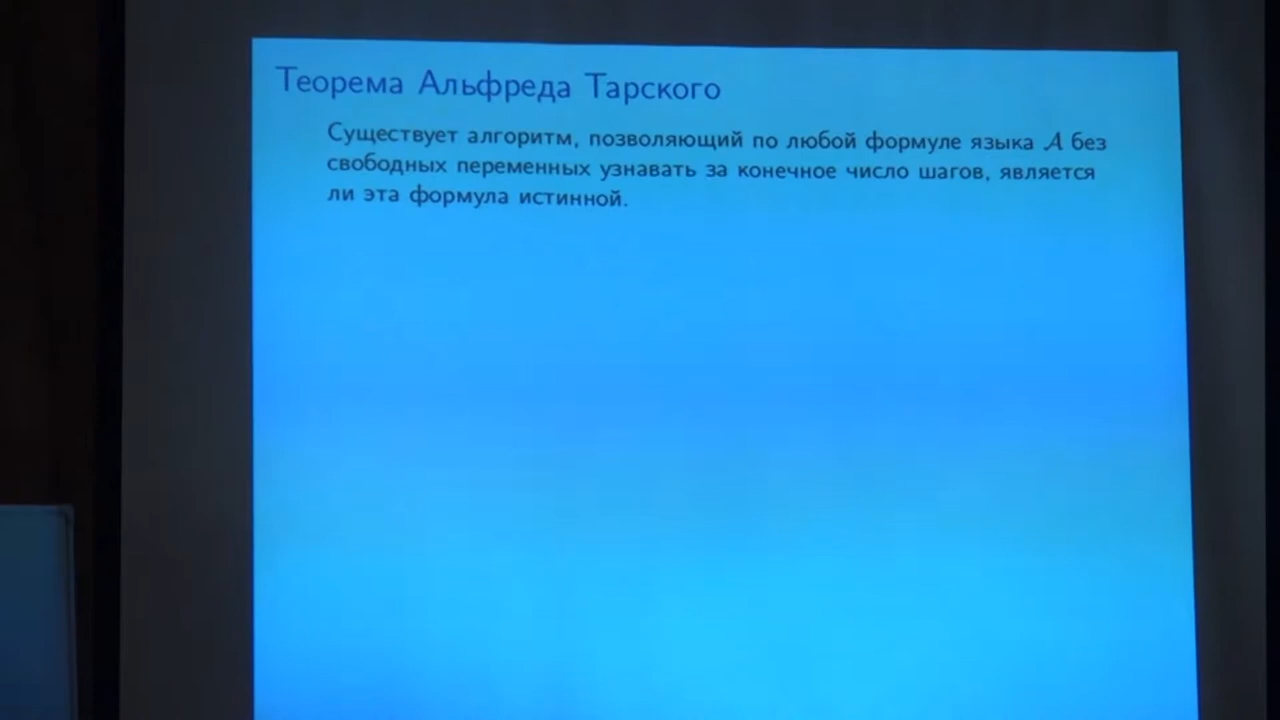 Теорема Альфреда Тарского
Существует алгоритм, позволяющий по любой формуле языка 𝒜 без
свободных переменных узнавать за конечное число шагов, является
ли эта формула истинной.